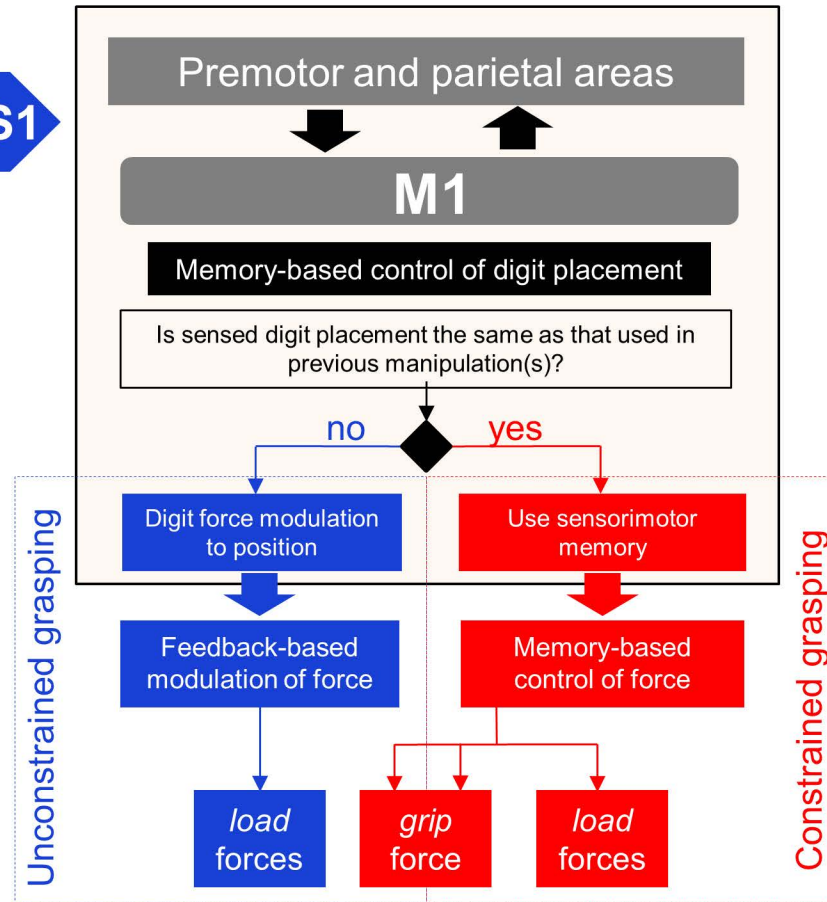 Premotor and parietal areas
S1
M1
Memory-based control of digit placement
Is sensed digit placement the same as that used in
previous manipulation(s)?
no
yes
Digit force modulation
to position
Use sensorimotor
memory
Unconstrained grasping
Constrained grasping
Feedback-based
modulation of force
Memory-based
control of force
load
forces
grip
force
load
forces